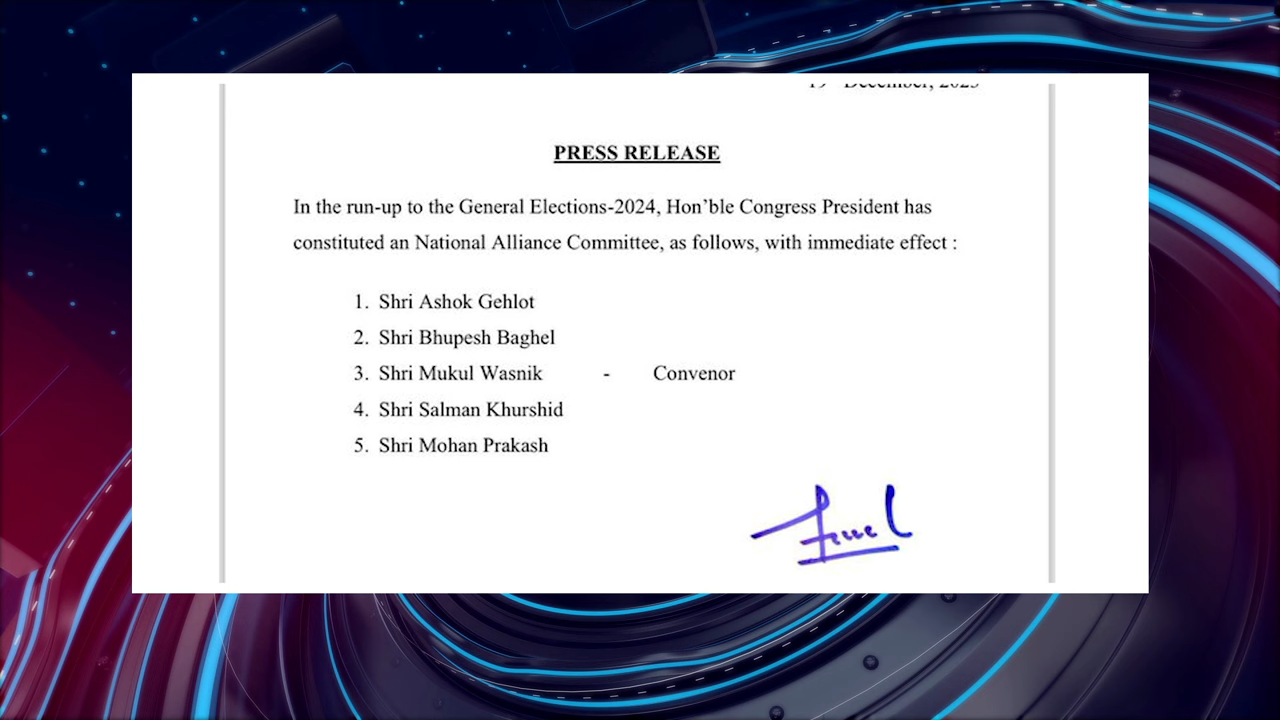 December, 2023
PRESS RELEASE
In the run-up to the General Elections-2024, Hon'ble Congress President has
constituted an National Alliance Committee, as follows, with immediate effect :
1. Shri Ashok Gehlot
2. Shri Bhupesh Baghel
3. Shri Mukul Wasnik - Convenor
4. Shri Salman Khurshid
5. Shri Mohan Prakash